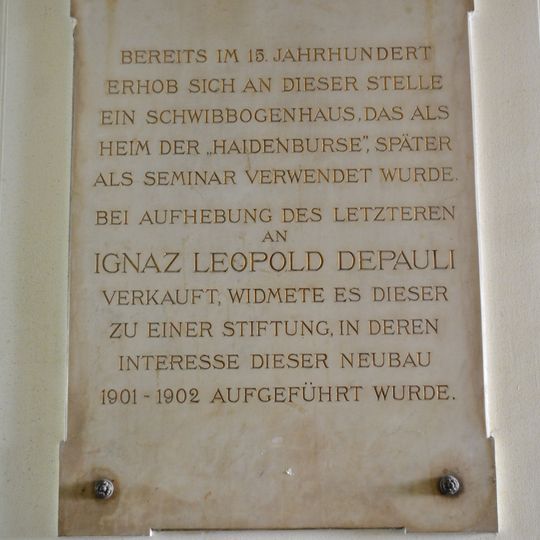 BEREITS IM 15. JAHRHUNDERT
ERHOB SICH AN DIESER STELLE
EIN SCHWIBBOGENHAUS, DAS ALS
HEIM DER „HAIDENBURSE”, SPÄTER
ALS SEMINAR VERWENDET WURDE.
BEI AUFHEBUNG DES LETZTEREN
AN
IGNAZ LEOPOLD DEPAULI
VERKAUFT, WIDMETE ES DIESER
ZU EINER STIFTUNG, IN DEREN
INTERESSE DIESER NEUBAU
1901 - 1902 AUFGEFÜHRT WURDE.